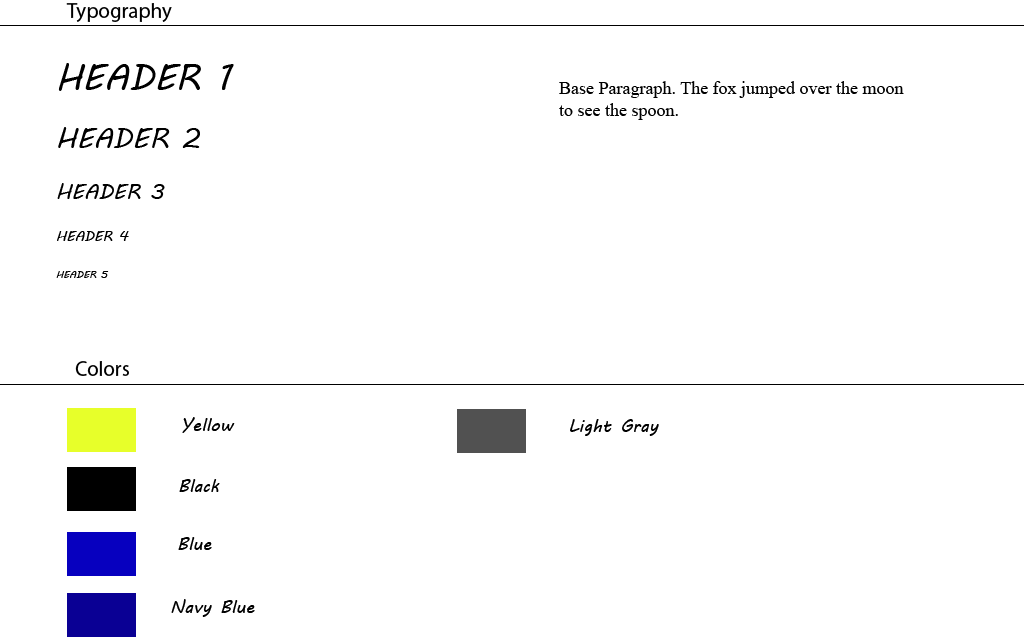 Typography
HEADER 1
HEADER 2
HEADER 3
HEADER 4
HEADER 5
Base Paragraph. The fox jumped over the moon
to see the spoon.
Colors
Yellow
Light Gray
Black
Blue
Navy Blue